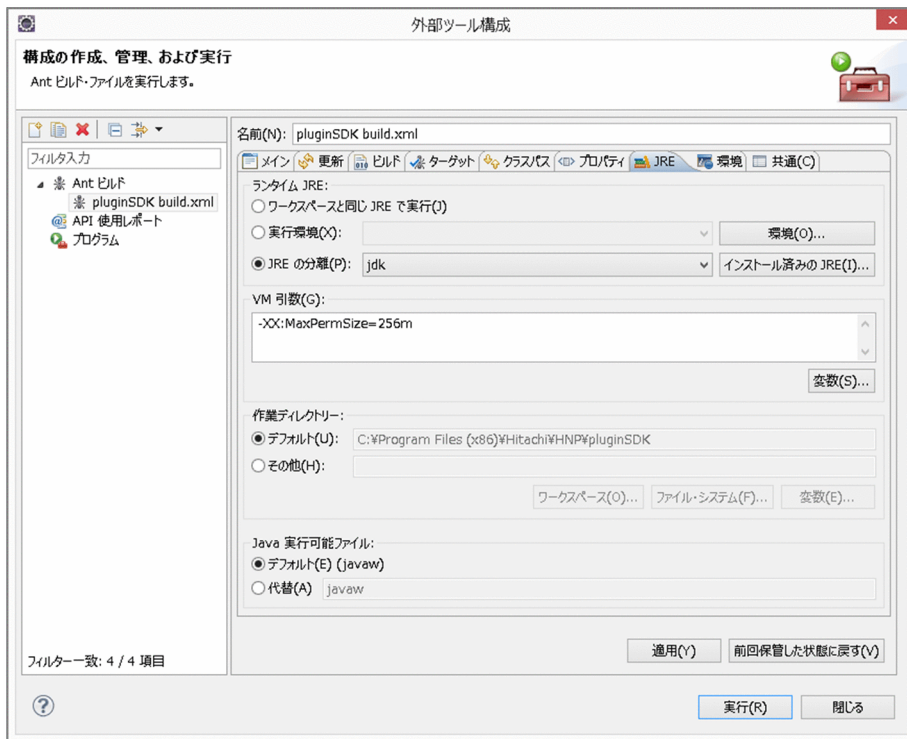 外部ツール構成
構成の作成、管理、および実行
Ant ビルド・ファイルを実行します。
フィルタ入力
Ant ビルド
pluginSDK build.xml
API 使用レポート
プログラム
フィルター一致: 4 / 4 項目
名前(N): pluginSDK build.xml
メイン 更新 ビルド ターゲット クラスパス プロパティ JRE 環境 共通(C)
ランタイム JRE:
ワークスペースと同じ JRE で実行(J)
実行環境(X): 環境(O)...
JRE の分離(P): jdk インストール済みの JRE(I)...
VM 引数(G):
-XX:MaxPermSize=256m
変数(S)...
作業ディレクトリー:
デフォルト(U): C:¥Program Files (x86)¥Hitachi¥HNP¥pluginSDK
その他(H):
ワークスペース(O)... ファイル・システム(F)... 変数(E)...
Java 実行可能ファイル:
デフォルト(E) (javaw)
代替(A) javaw
適用(Y) 前回保管した状態に戻す(V)
実行(R) 閉じる